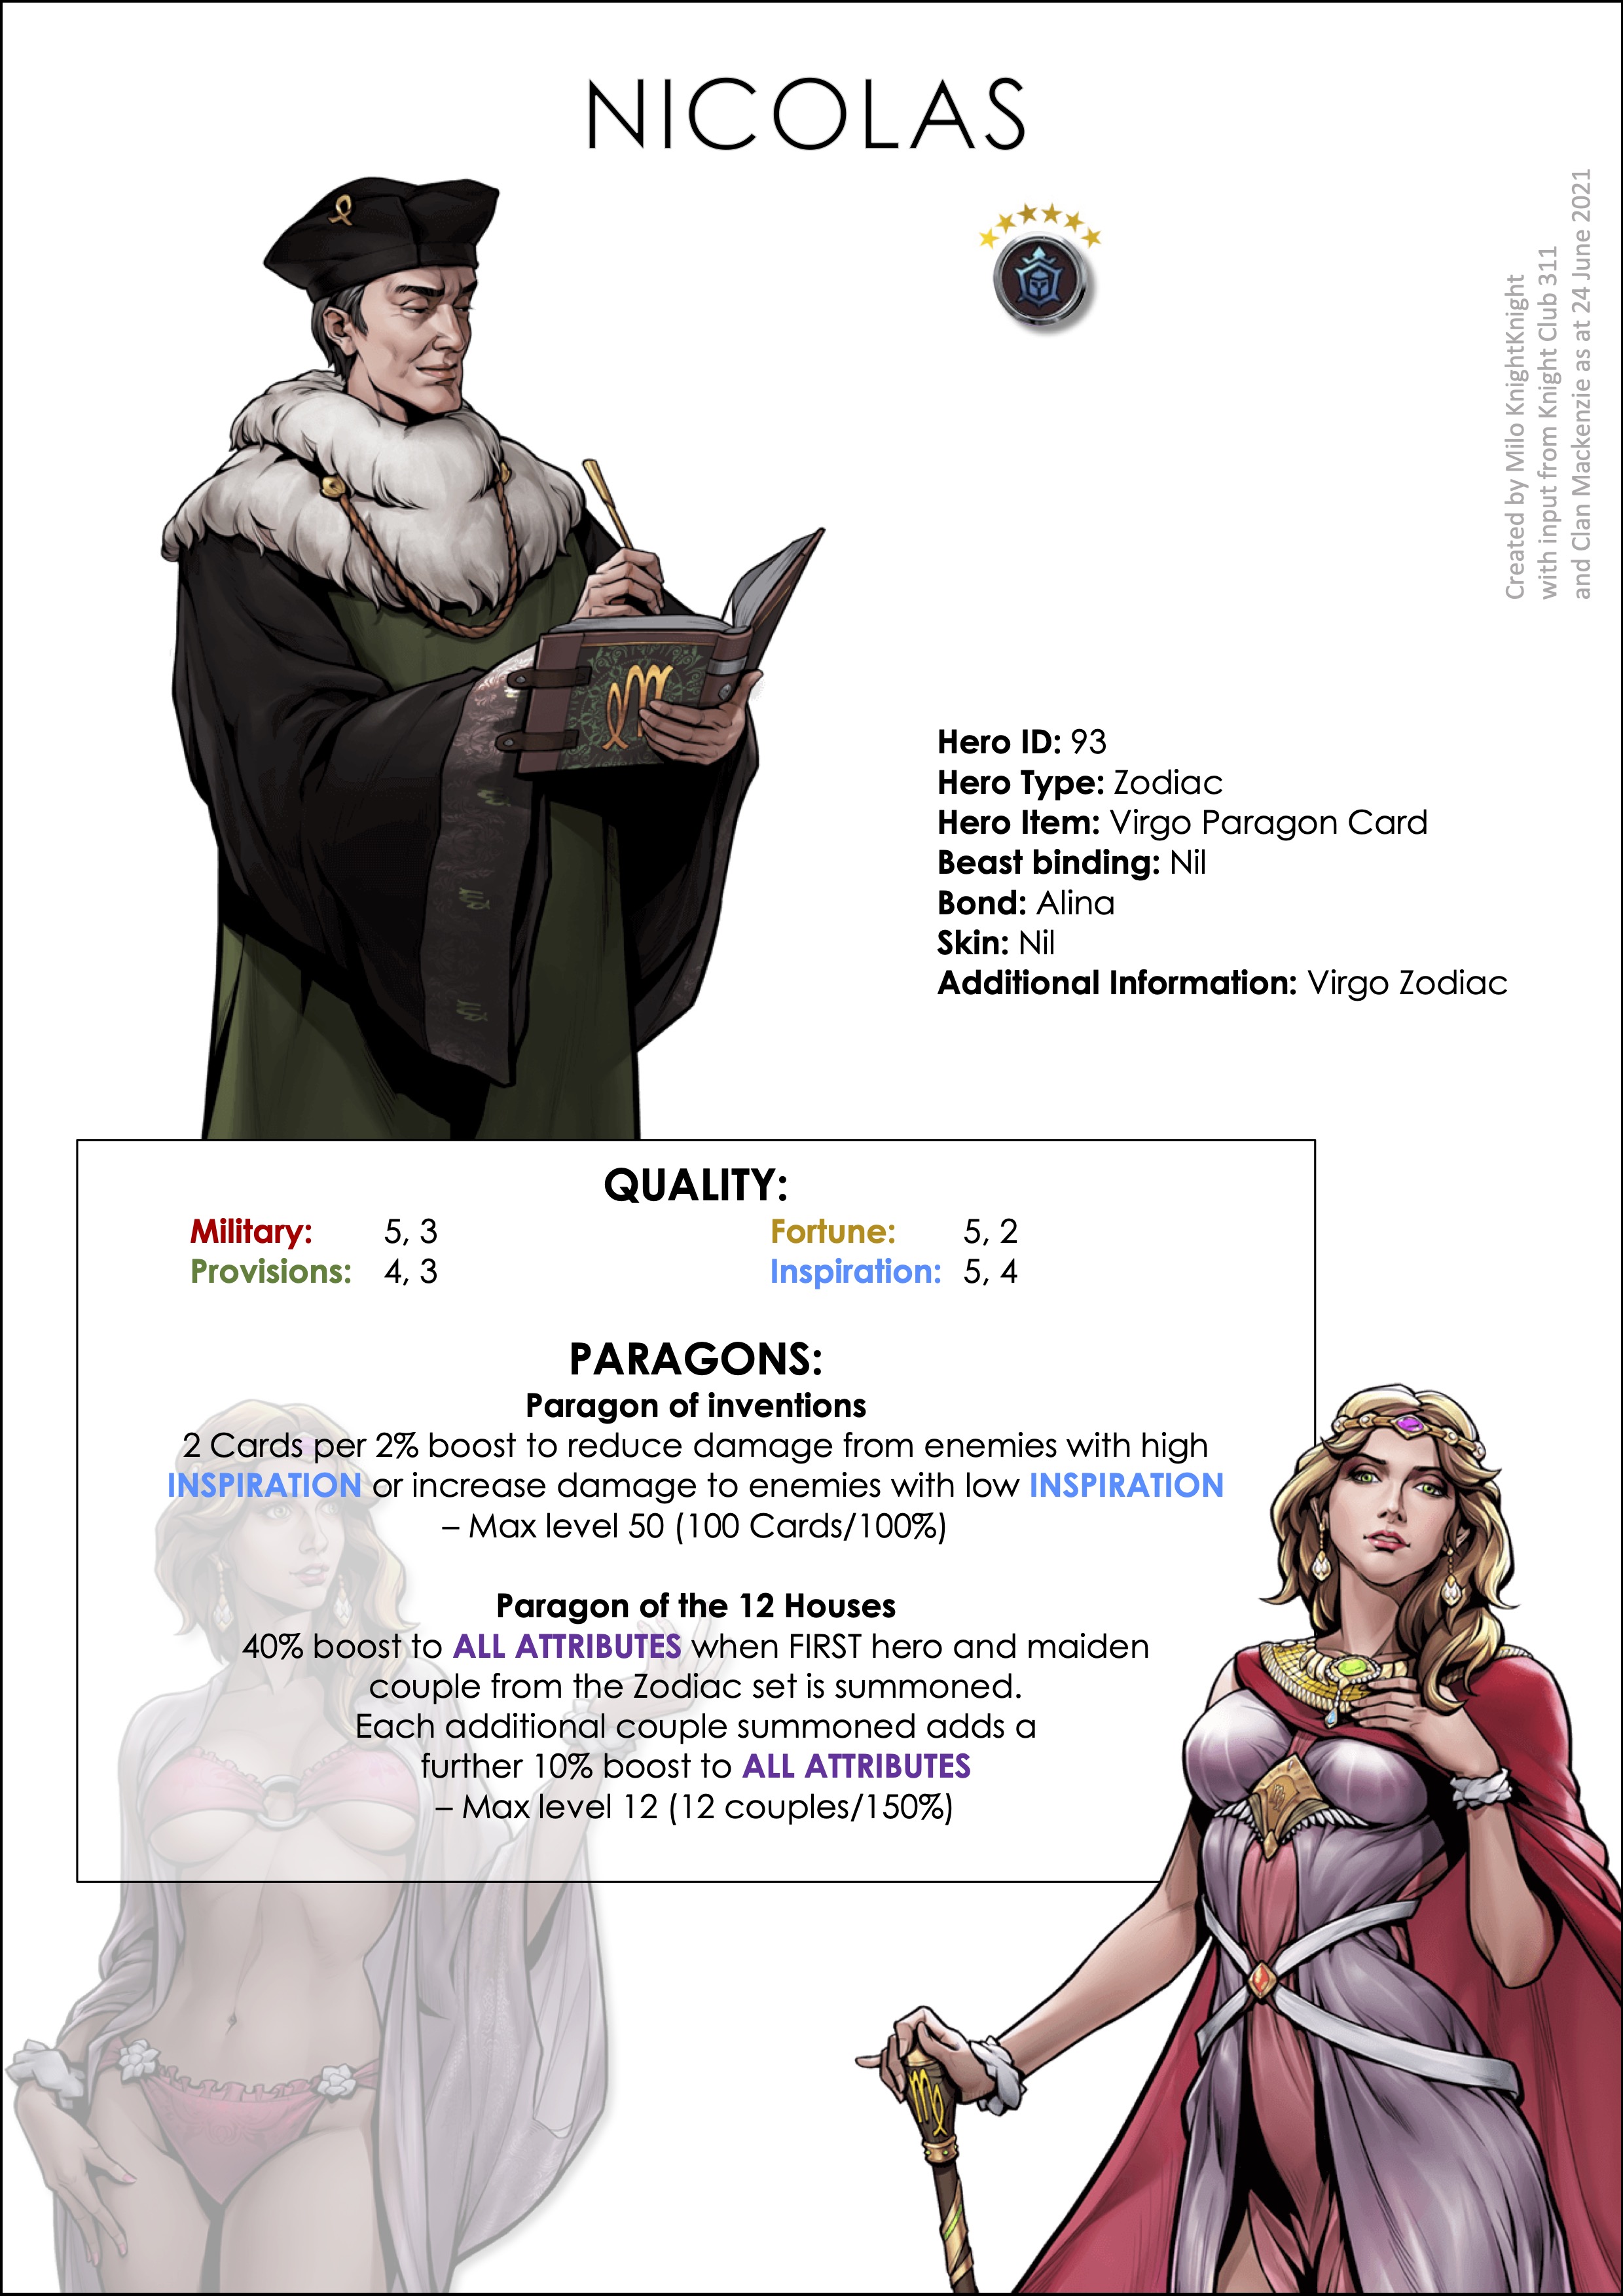 NICOLAS
Created by Milo KnightKnight
with input from Knight Club 311
and Clan Mackenzie as at 24 June 2021
Hero ID: 93
Hero Type: Zodiac
Hero Item: Virgo Paragon Card
Beast binding: Nil
Bond: Alina
Skin: Nil
Additional Information: Virgo Zodiac
QUALITY:
Military: 5, 3 Fortune: 5, 2
Provisions: 4, 3 Inspiration: 5, 4
PARAGONS:
Paragon of inventions
2 Cards per 2% boost to reduce damage from enemies with high
INSPIRATION or increase damage to enemies with low INSPIRATION
– Max level 50 (100 Cards/100%)
Paragon of the 12 Houses
40% boost to ALL ATTRIBUTES when FIRST hero and maiden
couple from the Zodiac set is summoned.
Each additional couple summoned adds a
further 10% boost to ALL ATTRIBUTES
– Max level 12 (12 couples/150%)